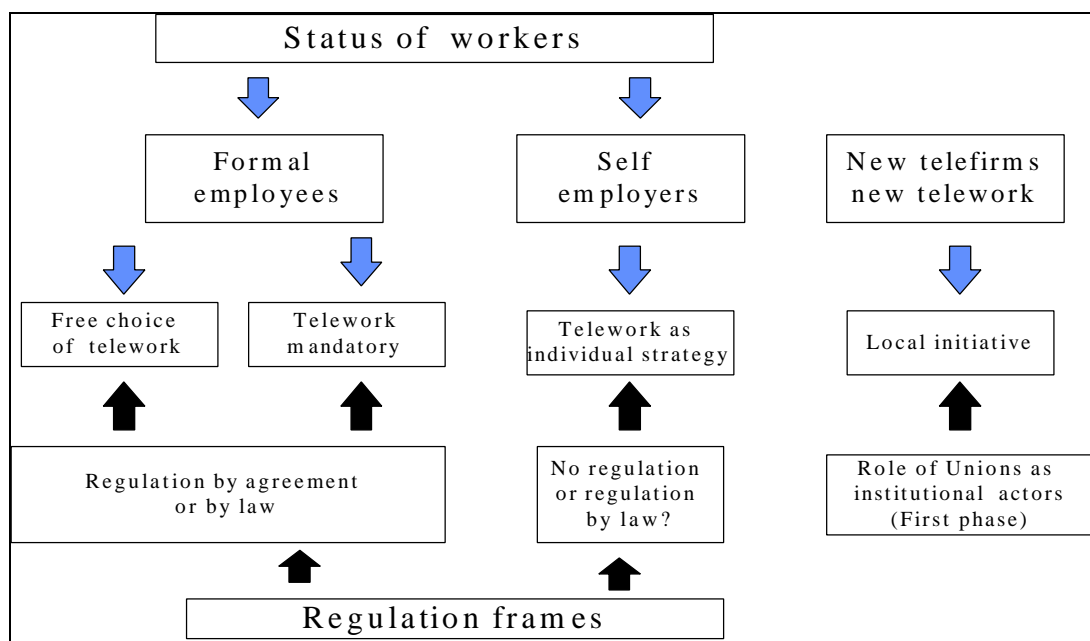 Status of workers
Formal
employees
Self
employers
New telefirms
new telework
Free choice
of telework
Telework
mandatory
Telework as
individual strategy
Local initiative
Regulation by agreement
or by law
No regulation
or regulation
by law?
Role of Unions as
institutional actors
(First phase)
Regulation frames